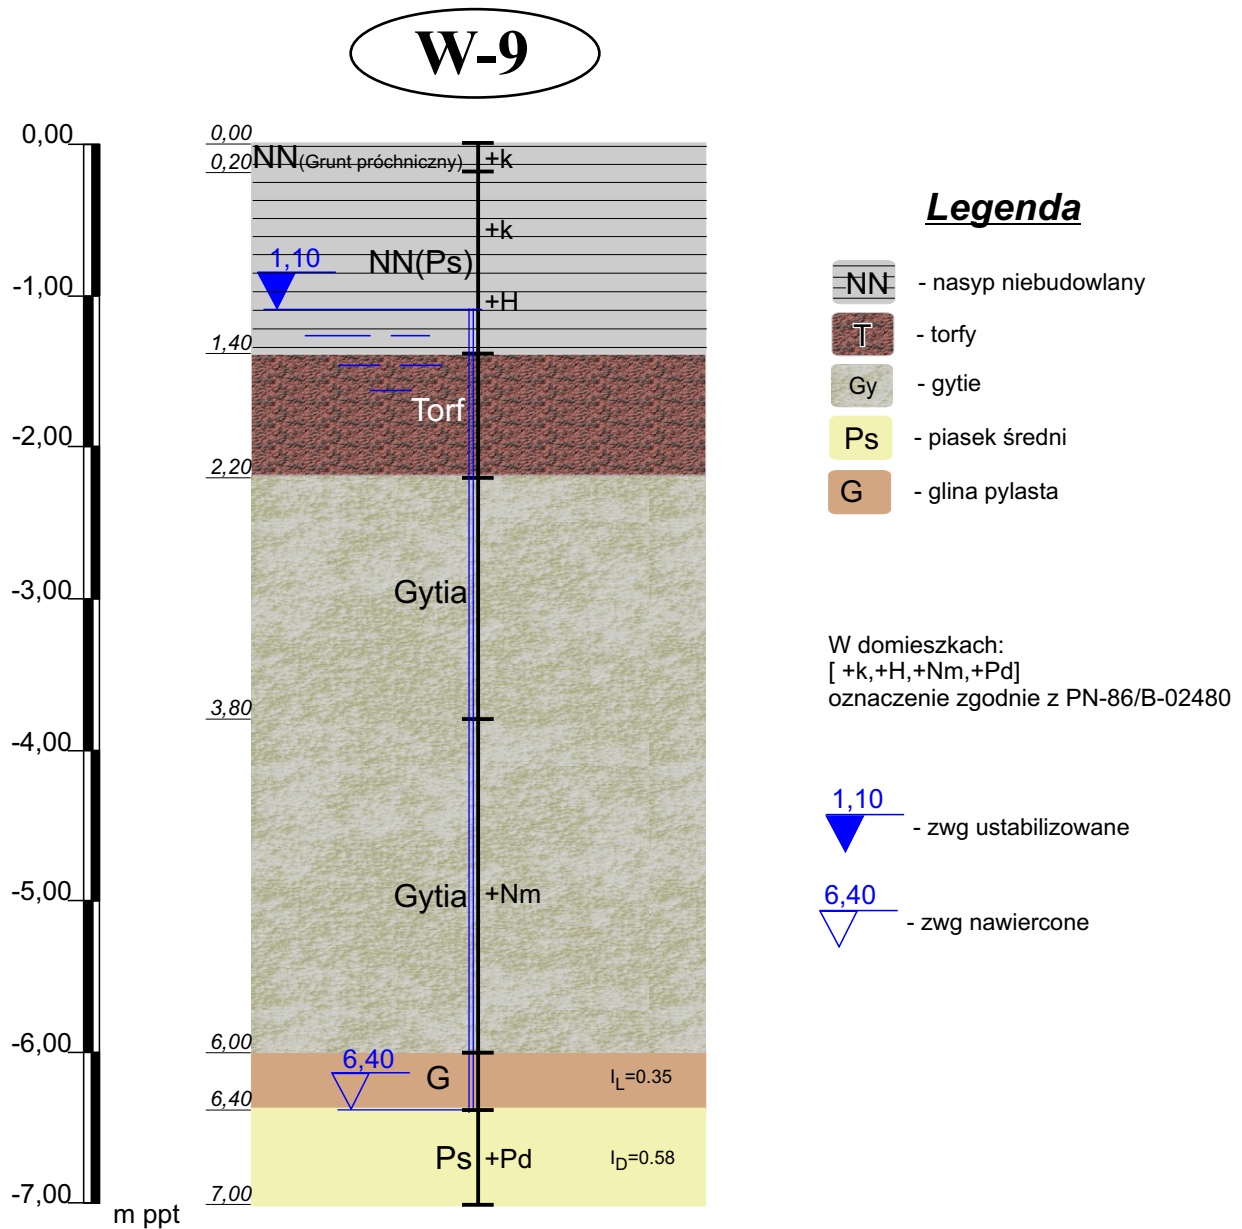 W-9
0,00
-1,00
-2,00
-3,00
-4,00
-5,00
-6,00
-7,00
m ppt
0,00
0,20
1,40
2,20
3,80
6,00
6,40
7,00
NN(Grunt próchniczny)
+k
+k
NN(Ps)
1,10
+H
Torf
Gytia
Gytia
+Nm
6,40
G
IL=0.35
Ps
+Pd
ID=0.58
Legenda
NN - nasyp niebudowlany
T - torfy
Gy - gytie
Ps - piasek średni
G - glina pylasta
W domieszkach:
[ +k,+H,+Nm,+Pd]
oznaczenie zgodnie z PN-86/B-02480
1,10
- zwg ustabilizowane
6,40
- zwg nawiercone